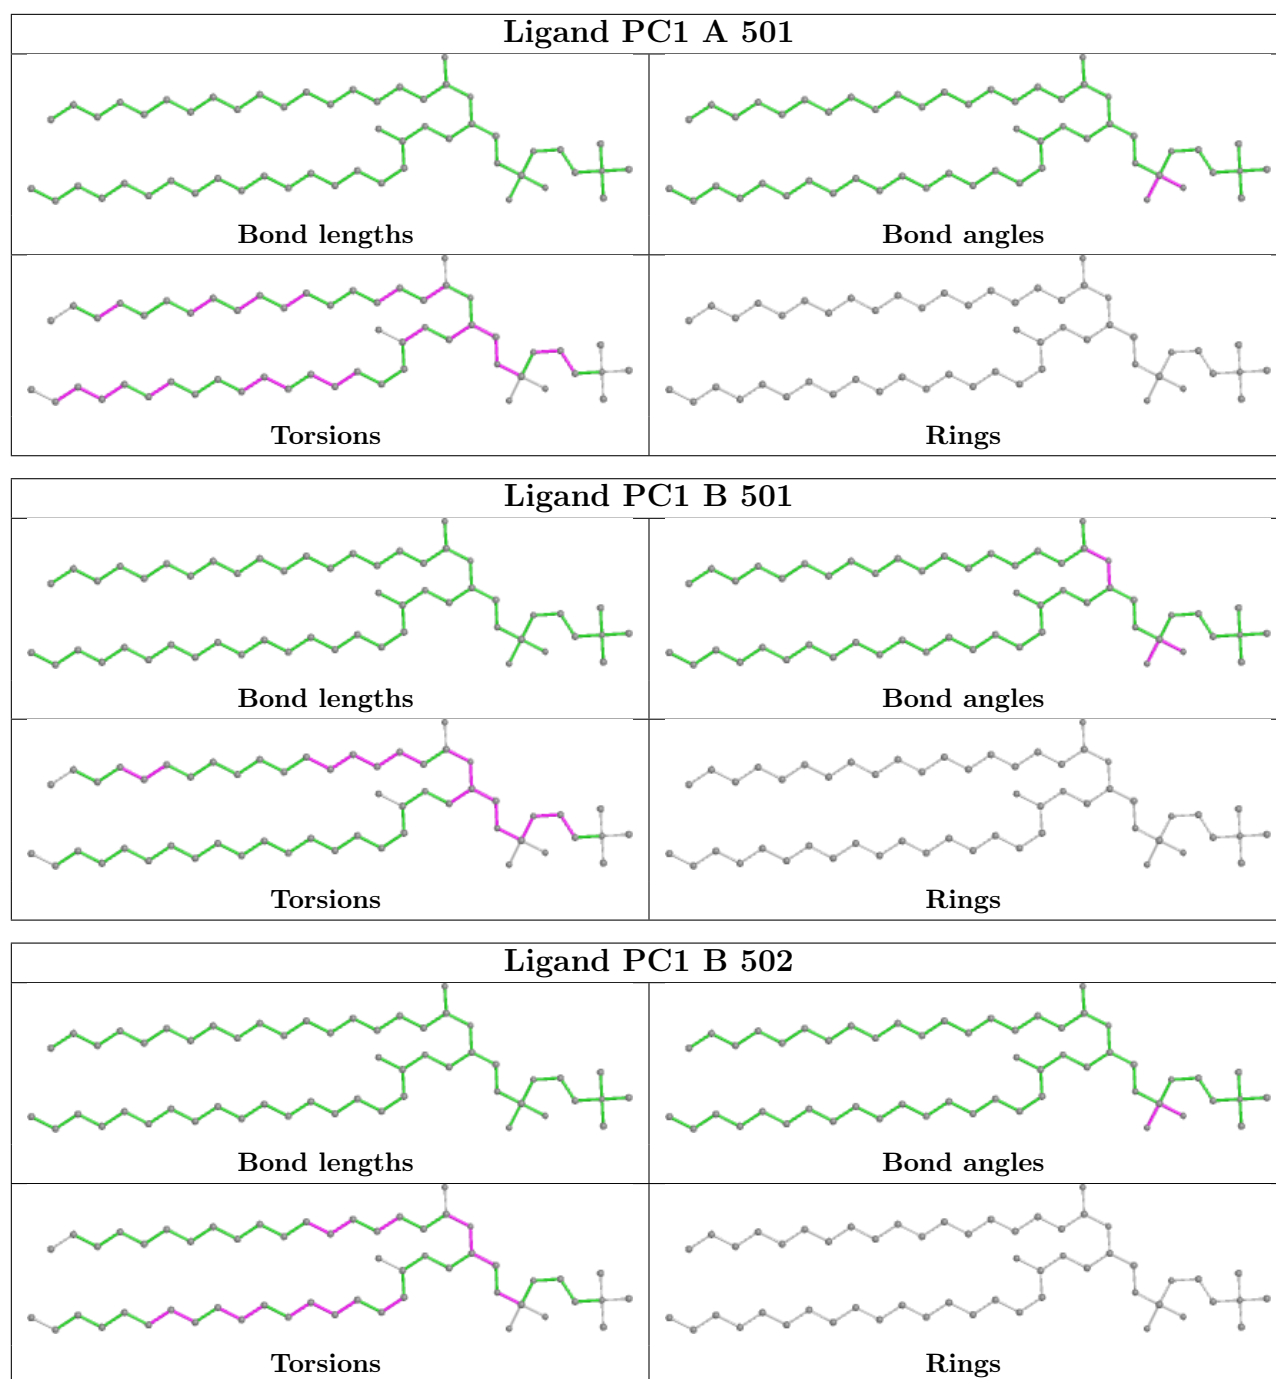 Ligand PC1 A 501
Bond lengths
Bond angles
Torsions
Rings
Ligand PC1 B 501
Bond lengths
Bond angles
Torsions
Rings
Ligand PC1 B 502
Bond lengths
Bond angles
Torsions
Rings